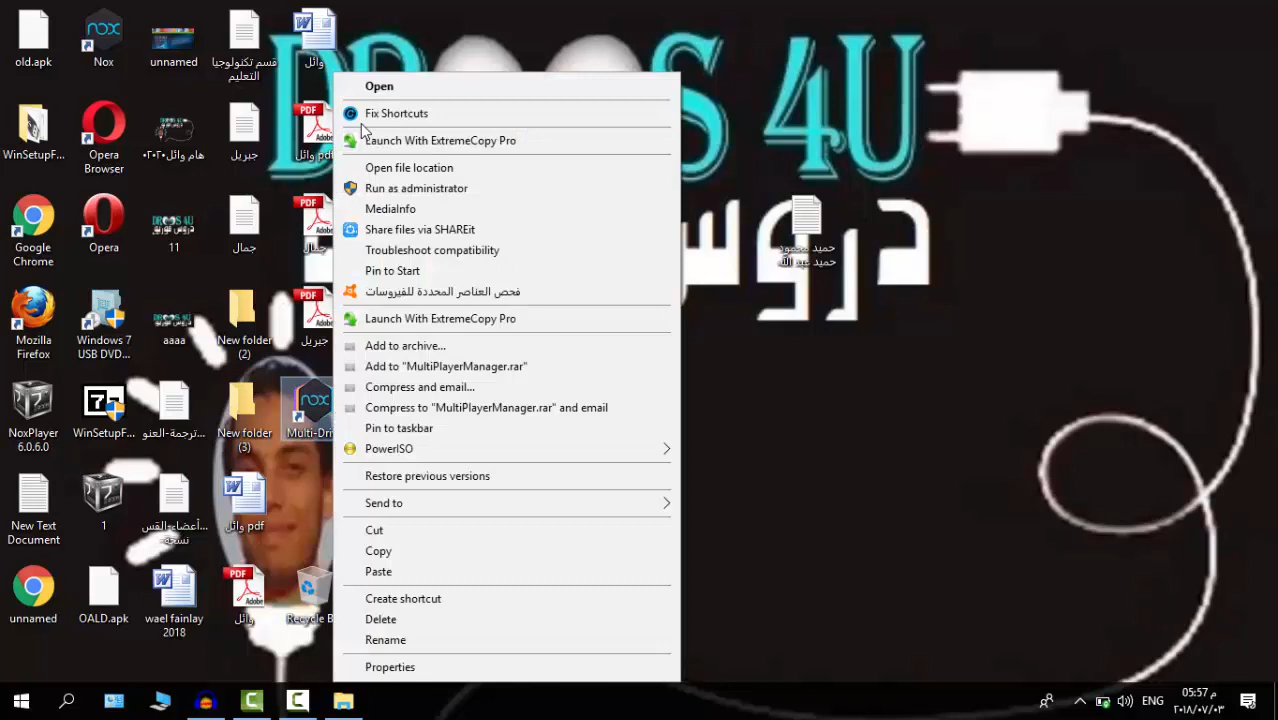 old.apk
Nox
unnamed
قسم تكنولوجيا
التعليم
وائل
WinSetupF...
Opera
Browser
هام وائل٢٠٢٠
جبريل
وائل pdf
Google
Chrome
Opera
11
جمال
جمال
Mozilla
Firefox
Windows 7
USB DVD...
aaaa
New folder
(2)
جبريل
NoxPlayer
6.0.6.0
WinSetupF...
ترجمة-العنو...
New folder
(3)
Multi-Dri
New Text
Document
1
أعضاء-القس...
نسخة-
وائل pdf
unnamed
OALD.apk
wael fainlay
2018
وائل
Recycle B
DROOS 4U
دروس
حميد محمود
حميد عبد الله
Open
Fix Shortcuts
Launch With ExtremeCopy Pro
Open file location
Run as administrator
MediaInfo
Share files via SHAREit
Troubleshoot compatibility
Pin to Start
فحص العناصر المحددة للفيروسات
Launch With ExtremeCopy Pro
Add to archive...
Add to "MultiPlayerManager.rar"
Compress and email...
Compress to "MultiPlayerManager.rar" and email
Pin to taskbar
PowerISO
Restore previous versions
Send to
Cut
Copy
Paste
Create shortcut
Delete
Rename
Properties
ENG
05:57 م
٢٠١٨/٠٧/٠٣